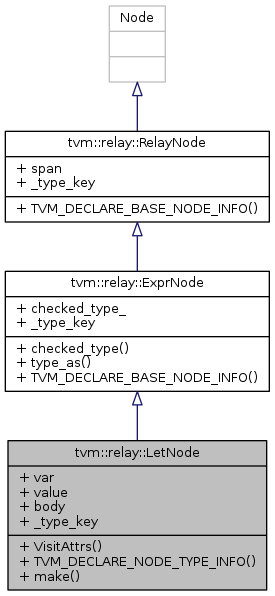 Node
tvm::relay::RelayNode
+ span
+ _type_key
+ TVM_DECLARE_BASE_NODE_INFO()
tvm::relay::ExprNode
+ checked_type_
+ _type_key
+ checked_type()
+ type_as()
+ TVM_DECLARE_BASE_NODE_INFO()
tvm::relay::LetNode
+ var
+ value
+ body
+ _type_key
+ VisitAttrs()
+ TVM_DECLARE_NODE_TYPE_INFO()
+ make()